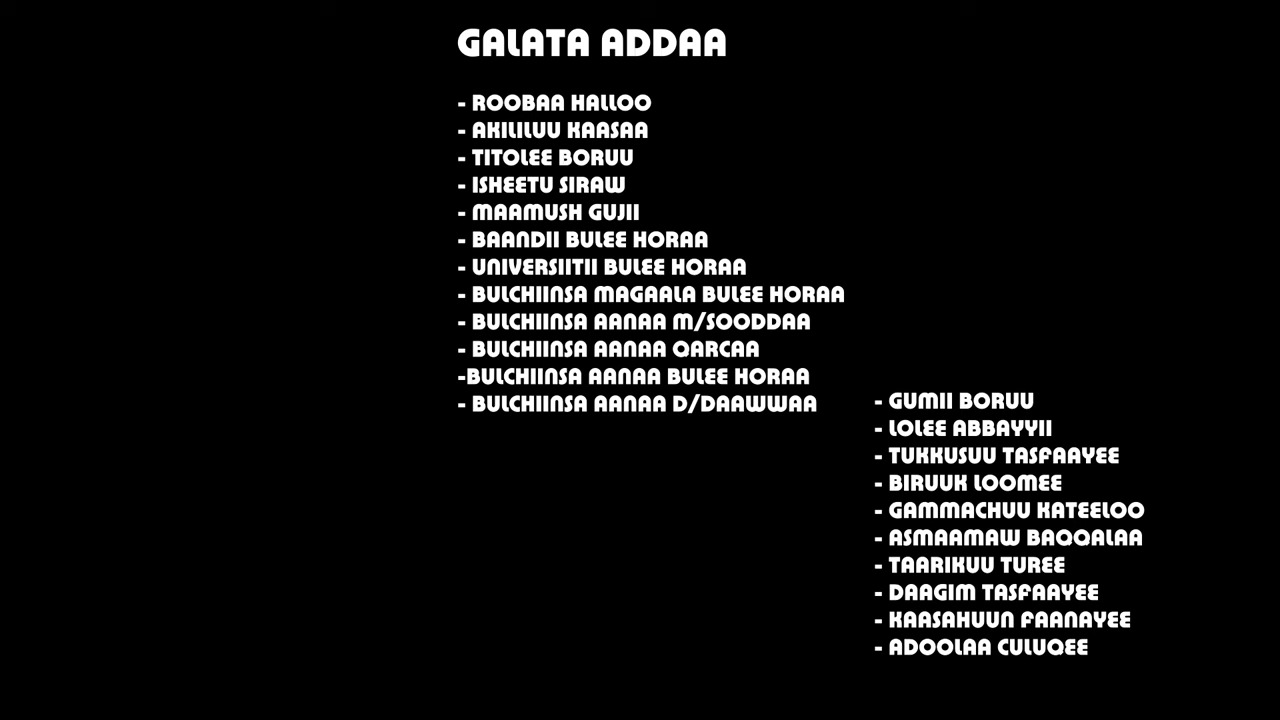 GALATA ADDAA
- ROOBAA HALLOO
- AKILILUU KAASAA
- TITOLEE BORUU
- ISHEETU SIRAW
- MAAMUSH GUJII
- BAANDII BULEE HORAA
- UNIVERSIITII BULEE HORAA
- BULCHIINSA MAGAALA BULEE HORAA
- BULCHIINSA AANAA M/SOODDAA
- BULCHIINSA AANAA QARCAA
-BULCHIINSA AANAA BULEE HORAA
- BULCHIINSA AANAA D/DAAWWAA
- GUMII BORUU
- LOLEE ABBAYYII
- TUKKUSUU TASFAAYEE
- BIRUUK LOOMEE
- GAMMACHUU KATEELOO
- ASMAAMAW BAQQALAA
- TAARIKUU TUREE
- DAAGIM TASFAAYEE
- KAASAHUUN FAANAYEE
- ADOOLAA CULUQEE